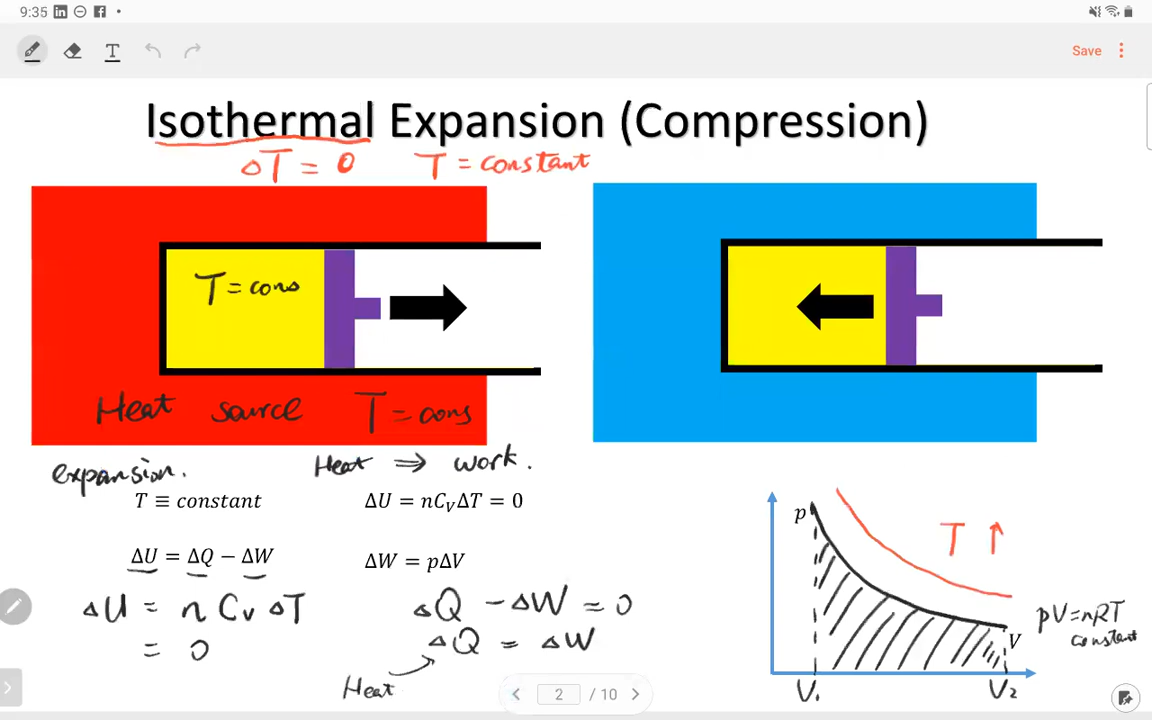 9:35
Save
Isothermal Expansion (Compression)
ΔT = 0 T = constant
T = cons
Heat source T = cons
expansion. Heat ⇒ work.
T ≡ constant ΔU = nC_VΔT = 0
ΔU = ΔQ − ΔW ΔW = pΔV
ΔU = n Cv ΔT ΔQ − ΔW = 0
= 0 ΔQ = ΔW
Heat
p
T ↑
pV = nRT
constant
V
V₁ V₂
2 / 10